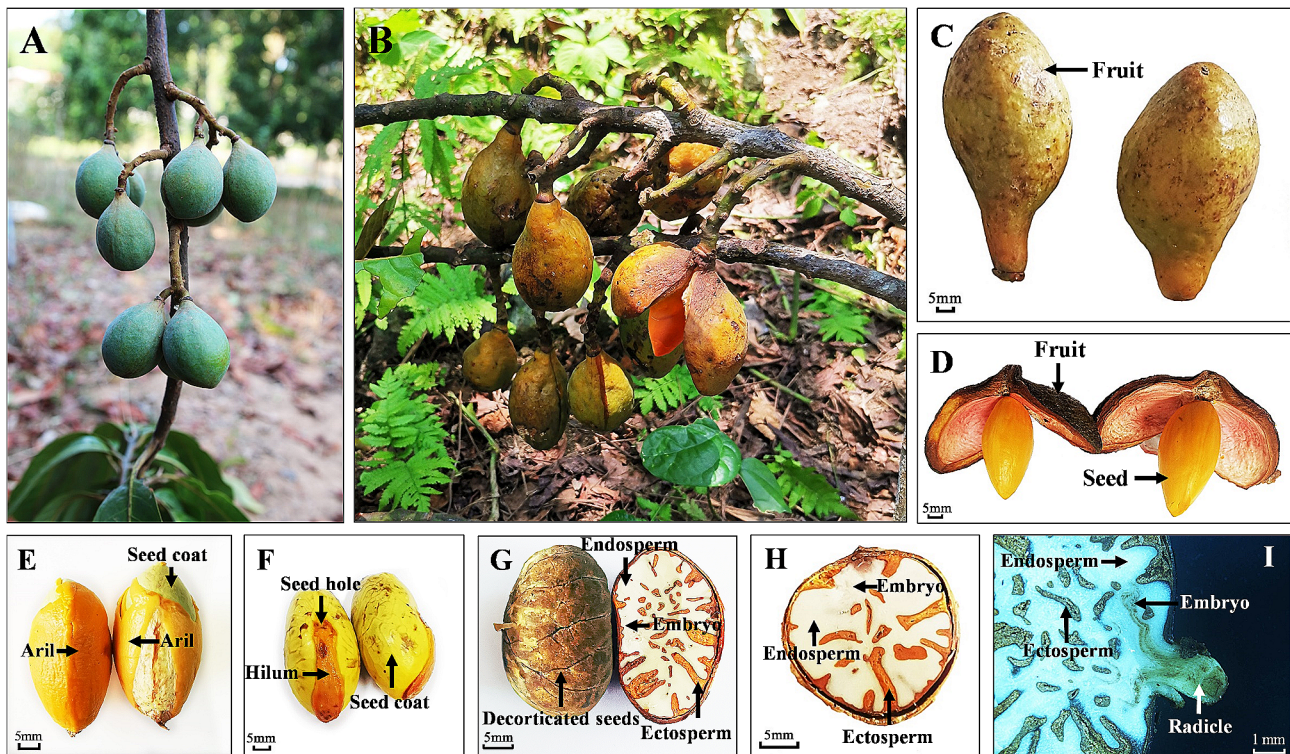 A
B
C
Fruit
5mm
D
Fruit
Seed
5mm
E
Seed coat
Aril
Aril
5mm
F
Seed hole
Hilum
Seed coat
5mm
G
Endosperm
Embryo
Decorticated seeds
Ectosperm
5mm
H
Embryo
Endosperm
Ectosperm
5mm
I
Endosperm
Embryo
Ectosperm
Radicle
1 mm